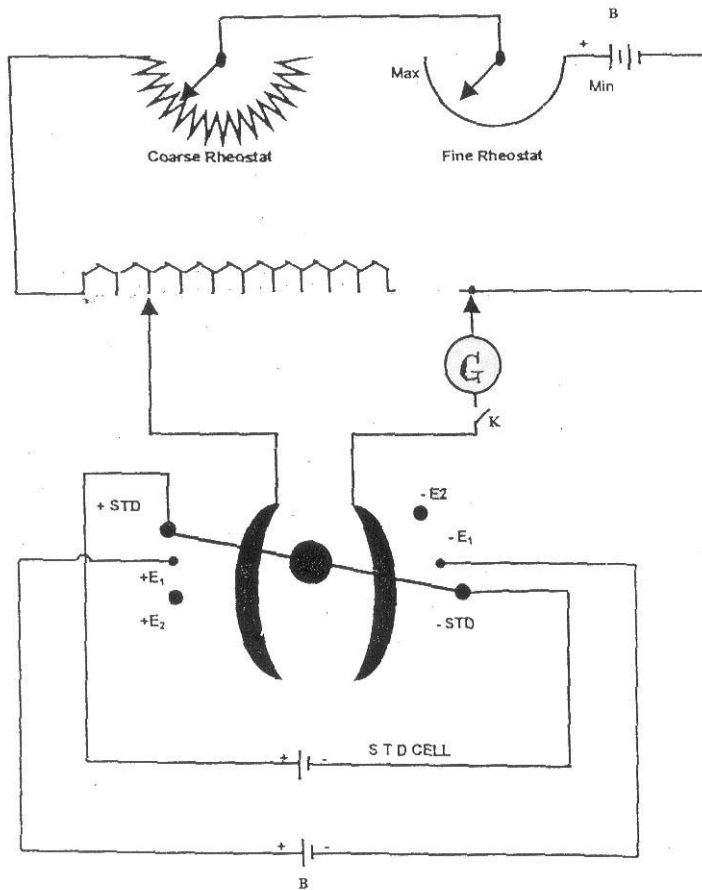 B
+
Max
Min
Coarse Rheostat
Fine Rheostat
G
K
+ STD
- E2
- E₁
+E₁
+E₂
- STD
+
-
S T D CELL
+
-
B